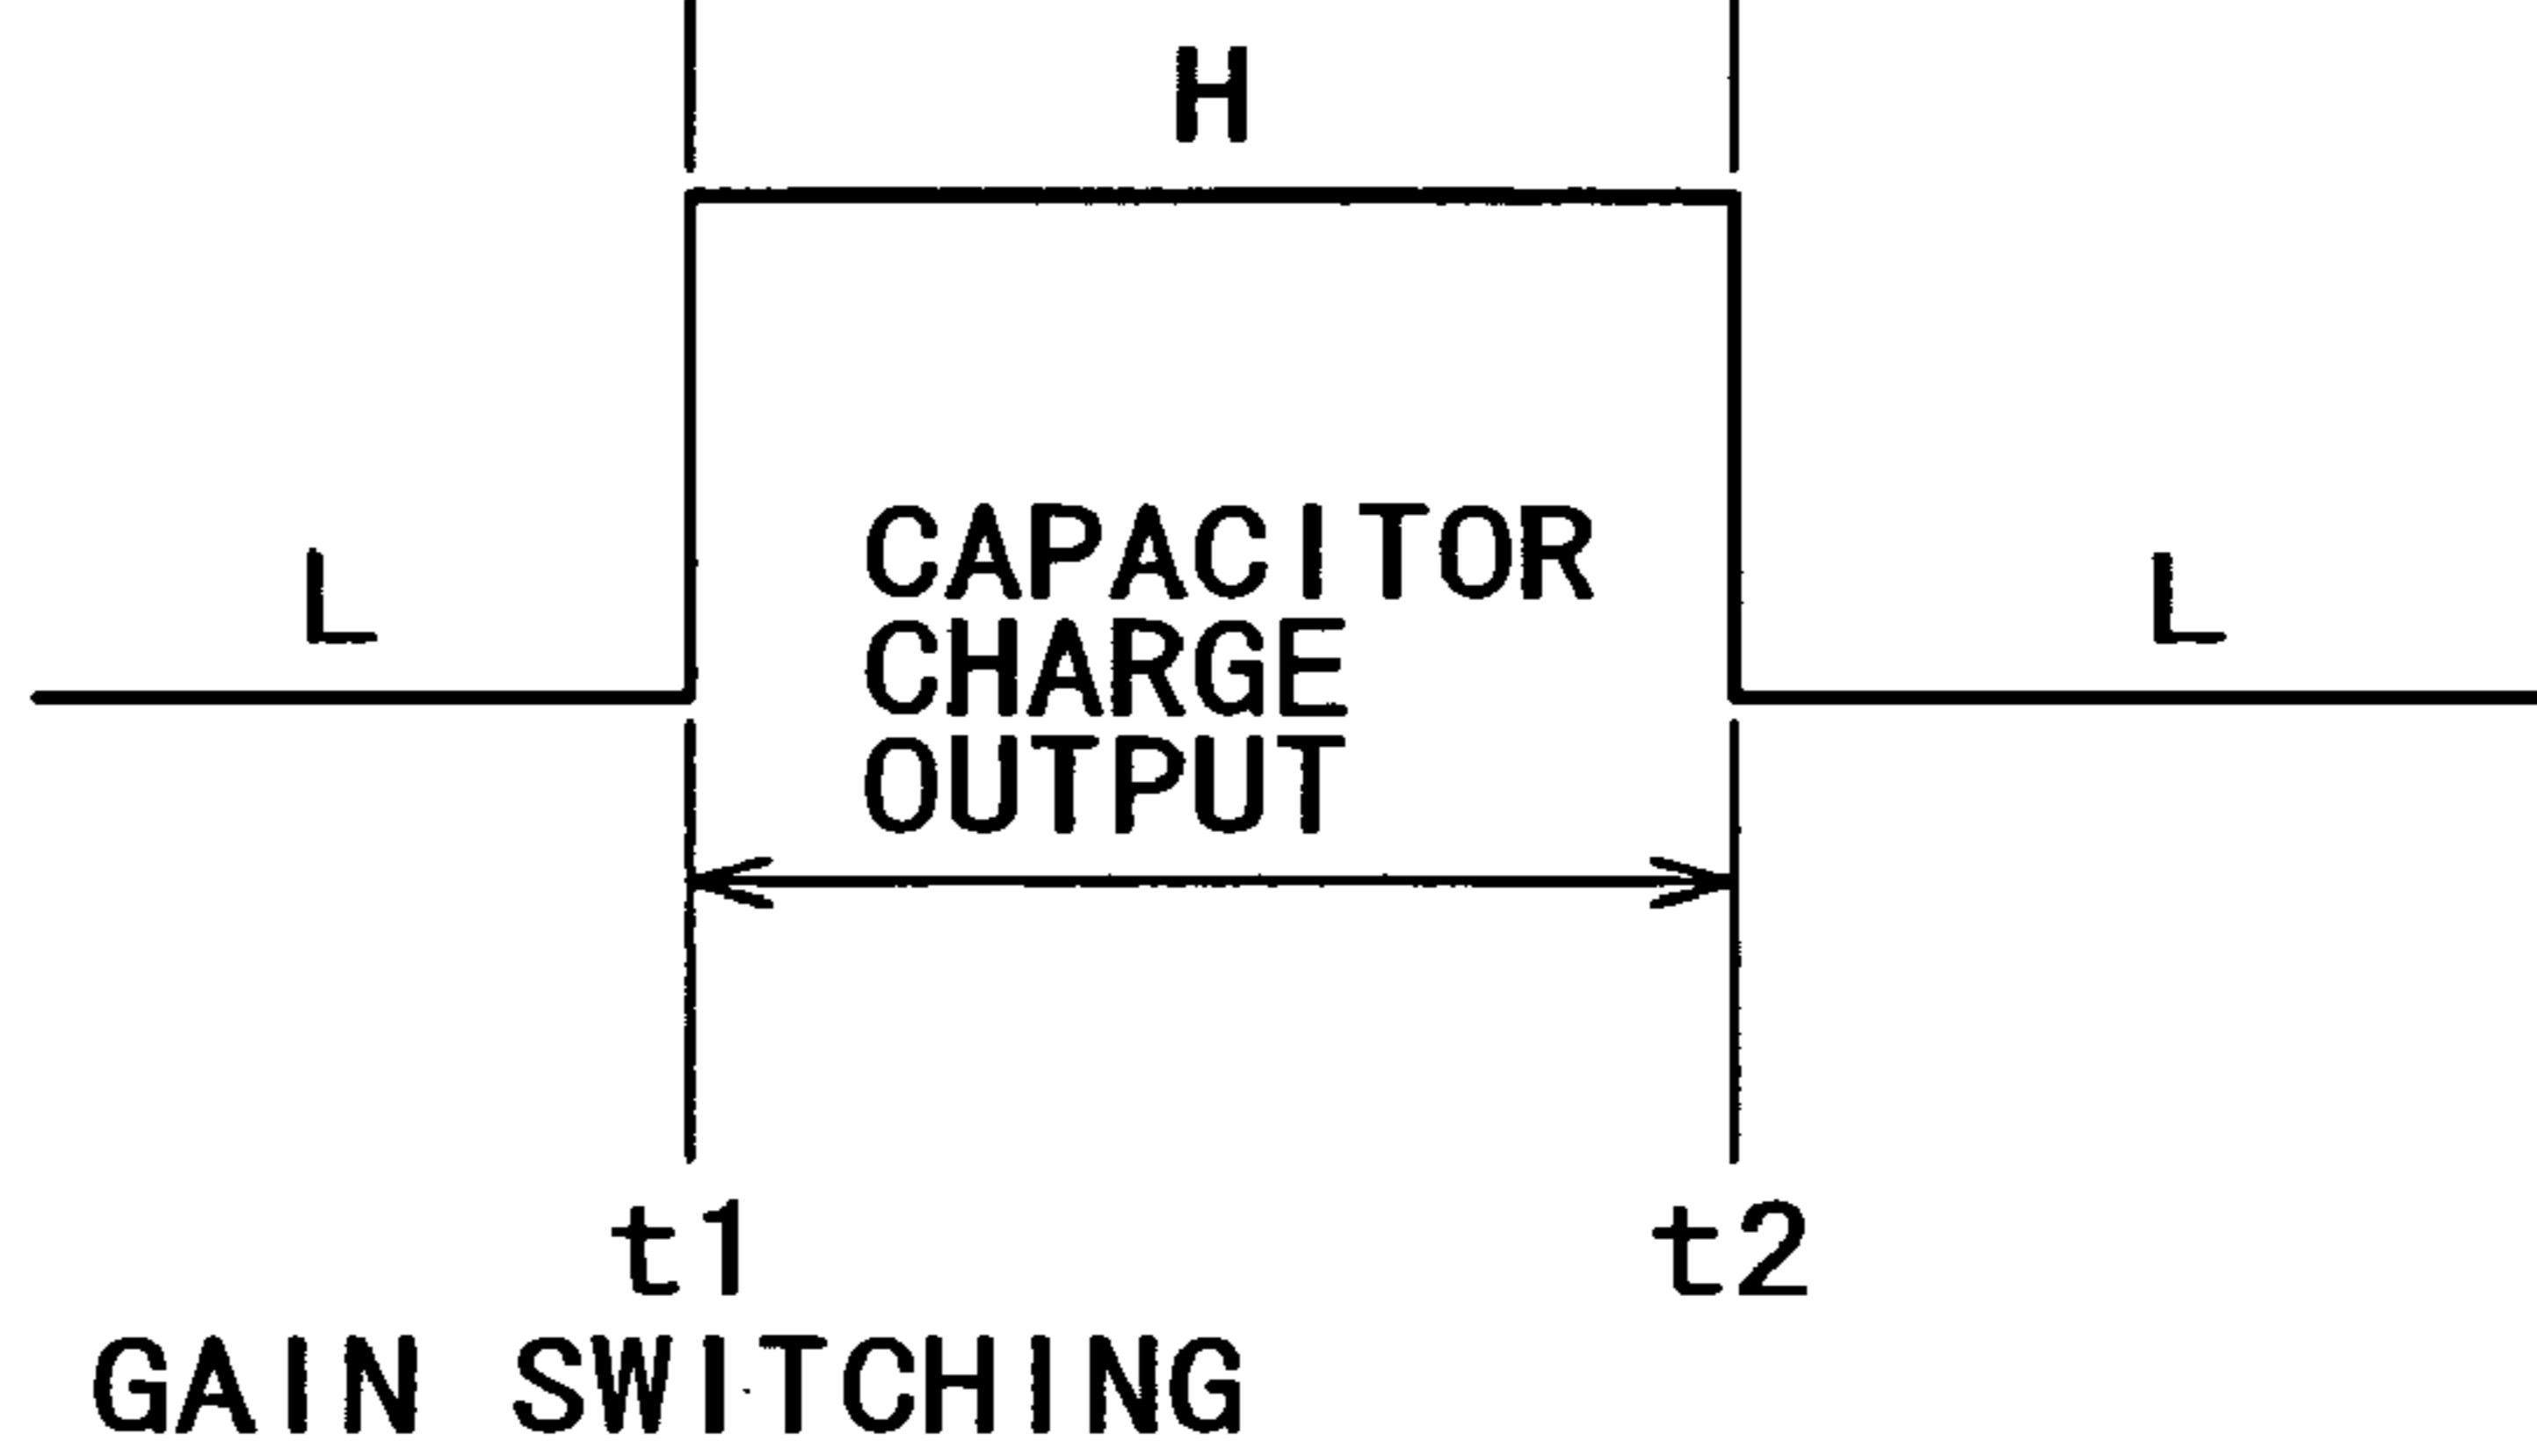 H
L
CAPACITOR
CHARGE
OUTPUT
L
t1
t2
GAIN SWITCHING